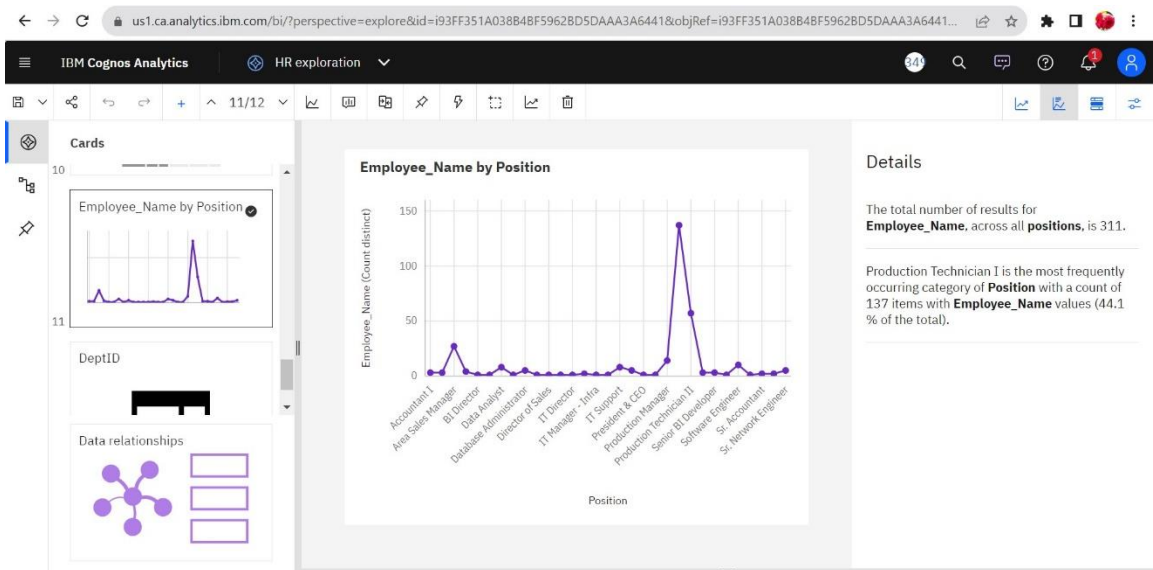 us1.ca.analytics.ibm.com/bi/?perspective=explore&id=i93FF351A038B4BF5962BD5DAAA3A6441&objRef=i93FF351A038B4BF5962BD5DAAA3A6441...
IBM Cognos Analytics
HR exploration
349
1
11/12
Cards
10
Employee_Name by Position
11
DeptID
Data relationships
Employee_Name by Position
Employee_Name (Count distinct)
150
100
50
0
Accountant I
Area Sales Manager
BI Director
Data Analyst
Database Administrator
Director of Sales
IT Director
IT Manager - Infra
IT Support
President & CEO
Production Manager
Production Technician II
Senior BI Developer
Software Engineer
Sr. Accountant
Sr. Network Engineer
Position
Details
The total number of results for
Employee_Name, across all positions, is 311.
Production Technician I is the most frequently
occurring category of Position with a count of
137 items with Employee_Name values (44.1
% of the total).